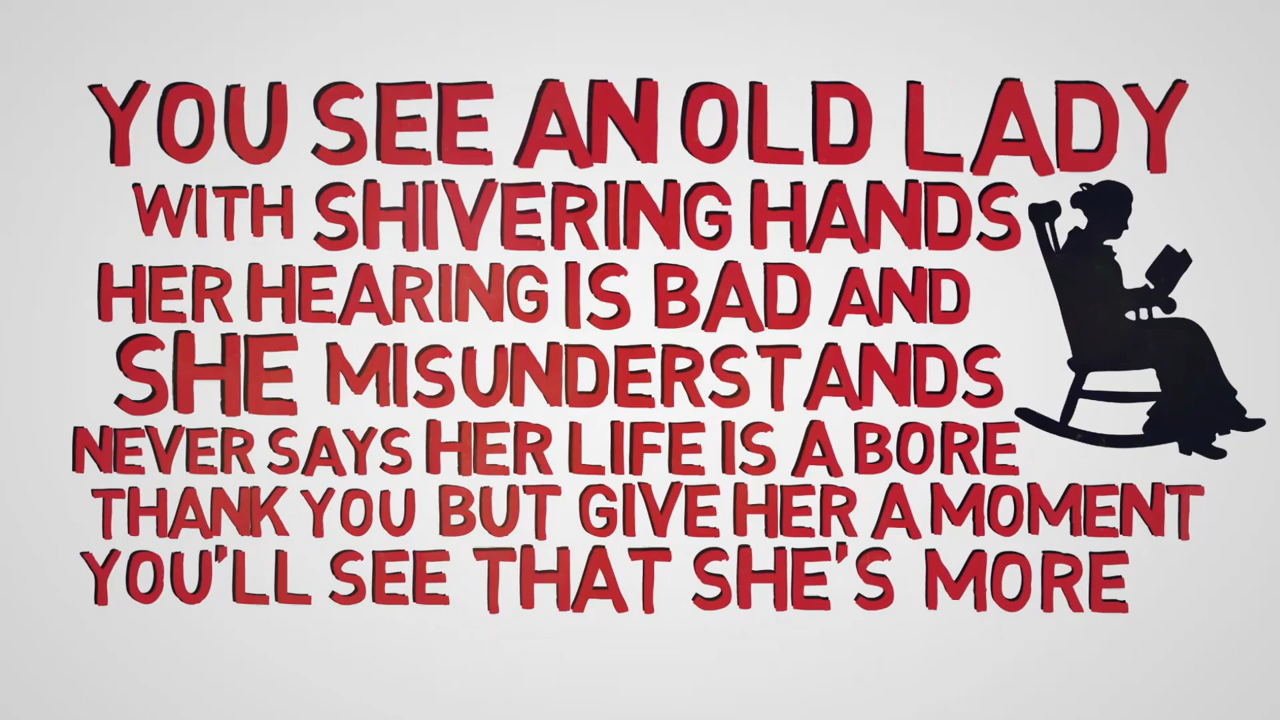 YOU SEE AN OLD LADY
WITH SHIVERING HANDS
HER HEARING IS BAD AND
SHE MISUNDERSTANDS
NEVER SAYS HER LIFE IS A BORE
THANK YOU BUT GIVE HER A MOMENT
YOU'LL SEE THAT SHE'S MORE